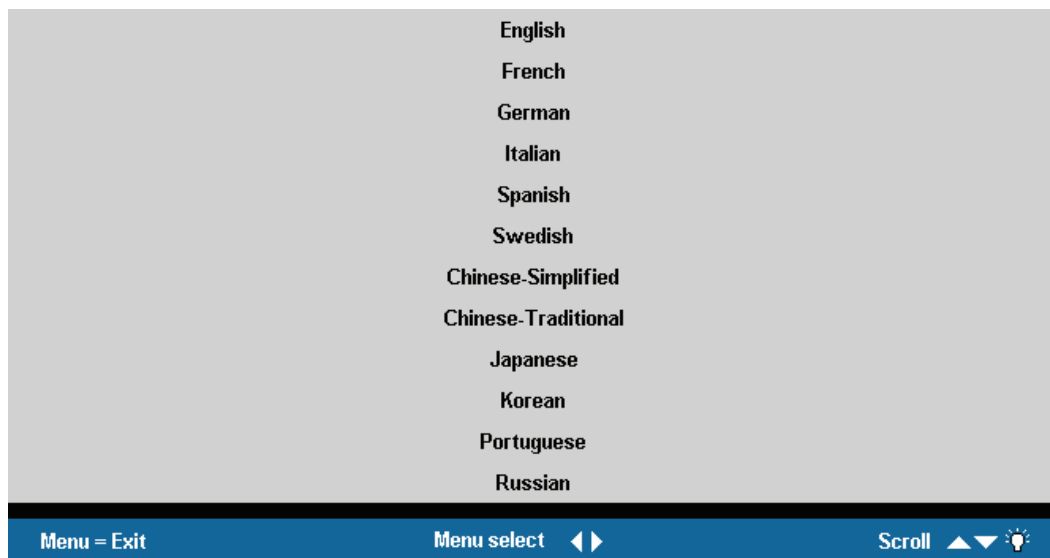 English
French
German
Italian
Spanish
Swedish
Chinese-Simplified
Chinese-Traditional
Japanese
Korean
Portuguese
Russian
Menu = Exit Menu select Scroll